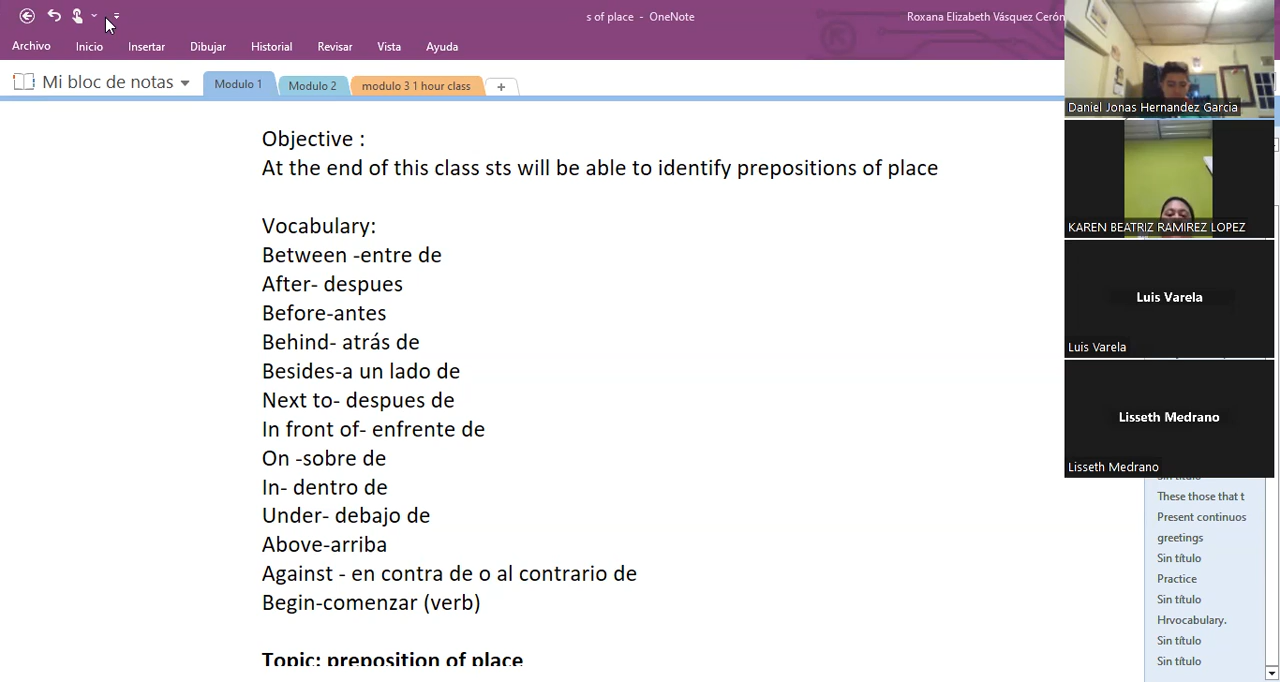 s of place - OneNote
Roxana Elizabeth Vásquez Cerón
Archivo Inicio Insertar Dibujar Historial Revisar Vista Ayuda
Mi bloc de notas Modulo 1 Modulo 2 modulo 3 1 hour class +
Objective :
At the end of this class sts will be able to identify prepositions of place
Vocabulary:
Between -entre de
After- despues
Before-antes
Behind- atrás de
Besides-a un lado de
Next to- despues de
In front of- enfrente de
On -sobre de
In- dentro de
Under- debajo de
Above-arriba
Against - en contra de o al contrario de
Begin-comenzar (verb)
Topic: preposition of place
Daniel Jonas Hernandez Garcia
KAREN BEATRIZ RAMIREZ LOPEZ
Luis Varela
Luis Varela
Lisseth Medrano
Lisseth Medrano
Sin título
These those that t
Present continuos
greetings
Sin título
Practice
Sin título
Hrvocabulary.
Sin título
Sin título